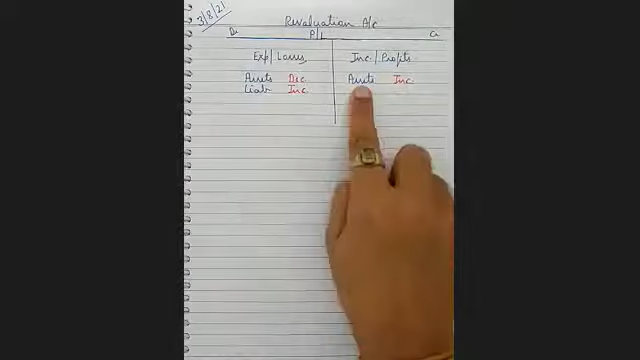 3/8/21
Revaluation A/c
Dr P/L Cr
Exp/Losses Inc/Profits
Assets Dec Assets Inc
Liab Inc